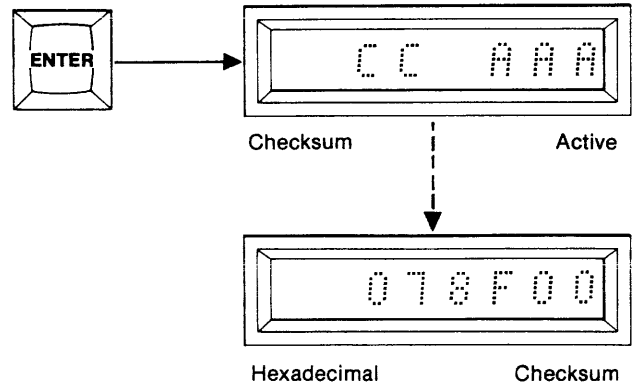 ENTER
CC AAA
Checksum Active
078F00
Hexadecimal Checksum